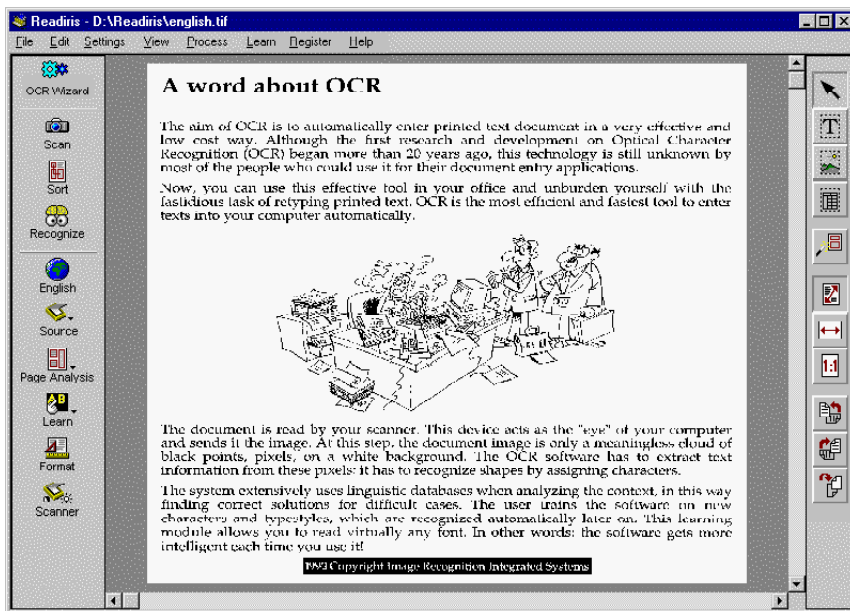 Readiris - D:\Readiris\english.tif
File Edit Settings View Process Learn Register Help
OCR Wizard
Scan
Sort
Recognize
English
Source
Page Analysis
Learn
Format
Scanner
A word about OCR
The aim of OCR is to automatically enter printed text document in a very effective and
low cost way. Although the first research and development on Optical Character
Recognition (OCR) began more than 20 years ago, this technology is still unknown by
most of the people who could use it for their document entry applications.
Now, you can use this effective tool in your office and unburden yourself with the
fastidious task of retyping printed text. OCR is the most efficient and fastest tool to enter
texts into your computer automatically.
The document is read by your scanner. This device acts as the "eye" of your computer
and sends it the image. At this step, the document image is only a meaningless cloud of
black points, pixels, on a white background. The OCR software has to extract text
information from these pixels: it has to recognize shapes by assigning characters.
The system extensively uses linguistic databases when analyzing the context, in this way
finding correct solutions for difficult cases. The user trains the software on new
characters and typestyles, which are recognized automatically later on. This learning
module allows you to read virtually any font. In other words: the software gets more
intelligent each time you use it!
1992 Copyright Image Recognition Integrated Systems
T
1:1